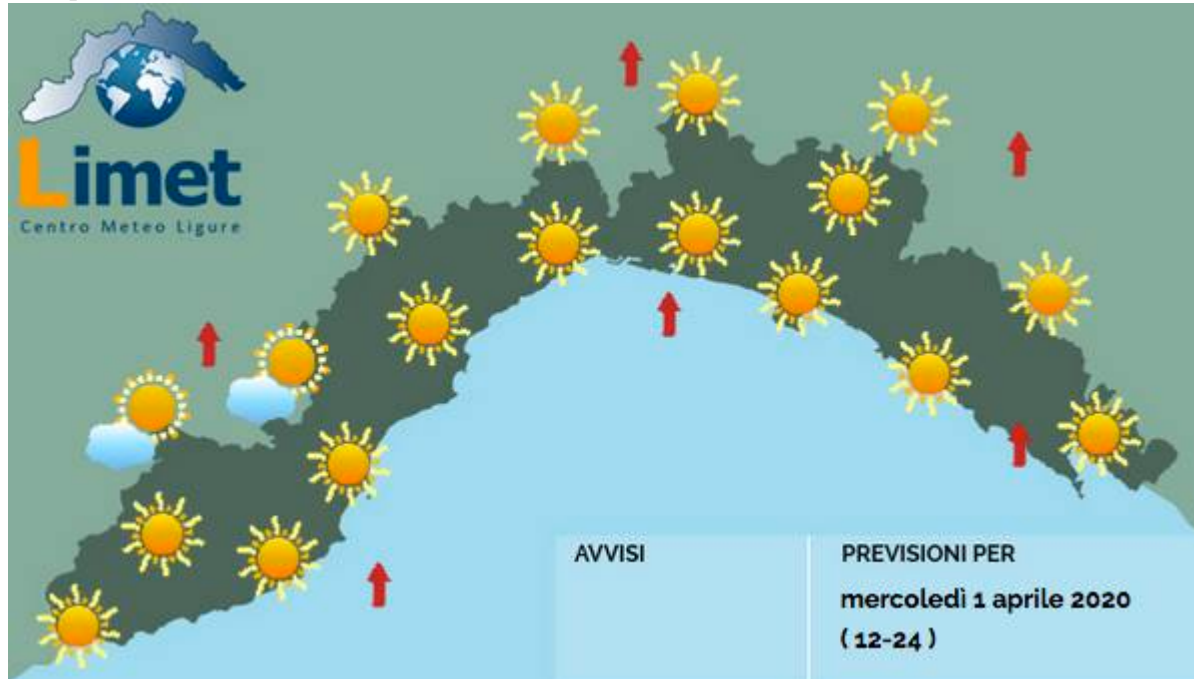 Limet
Centro Meteo Ligure
AVVISI
PREVISIONI PER
mercoledì 1 aprile 2020
( 12-24 )